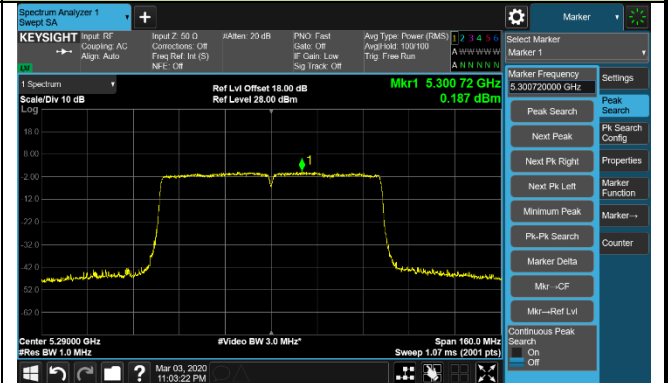 Spectrum Analyzer 1
Swept SA
+
Marker
KEYSIGHT
Input: RF
Coupling: AC
Align: Auto
Input Z: 50 Ω
Corrections: Off
Freq Ref: Int (S)
NFE: Off
#Atten: 20 dB
PNO: Fast
Gate: Off
IF Gain: Low
Sig Track: Off
Avg Type: Power (RMS)
Avg|Hold: 100/100
Trig: Free Run
1 2 3 4 5 6
A W W W W W
A N N N N N
LXI
Select Marker
Marker 1
1 Spectrum
Scale/Div 10 dB
Log
Ref Lvl Offset 18.00 dB
Ref Level 28.00 dBm
Mkr1 5.300 72 GHz
0.187 dBm
18.0
8.00
-2.00
-12.0
-22.0
-32.0
-42.0
-52.0
-62.0
1
Center 5.29000 GHz
#Res BW 1.0 MHz
#Video BW 3.0 MHz*
Span 160.0 MHz
Sweep 1.07 ms (2001 pts)
Marker Frequency
5.300720000 GHz
Peak Search
Next Peak
Next Pk Right
Next Pk Left
Minimum Peak
Pk-Pk Search
Marker Delta
Mkr→CF
Mkr→Ref Lvl
Continuous Peak
Search
On
Off
Settings
Peak
Search
Pk Search
Config
Properties
Marker
Function
Marker→
Counter
?
Mar 03, 2020
11:03:22 PM